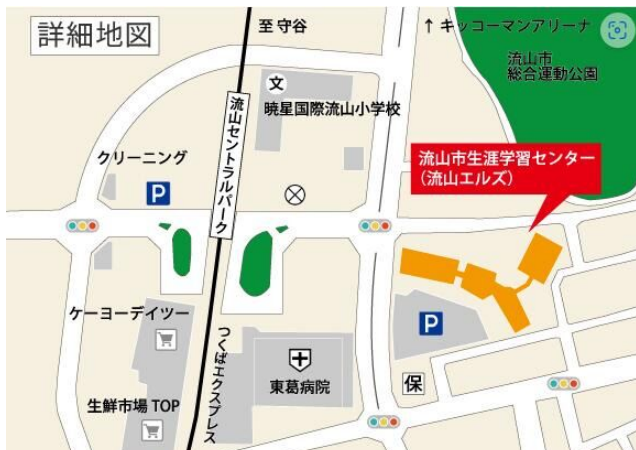 詳細地図
至 守谷
↑ キッコーマンアリーナ
流山市
総合運動公園
文
暁星国際流山小学校
流山セントラルパーク
クリーニング
P
流山市生涯学習センター
(流山エルズ)
ケーヨーデイツー
つくばエクスプレス
P
東葛病院
保
生鮮市場 TOP